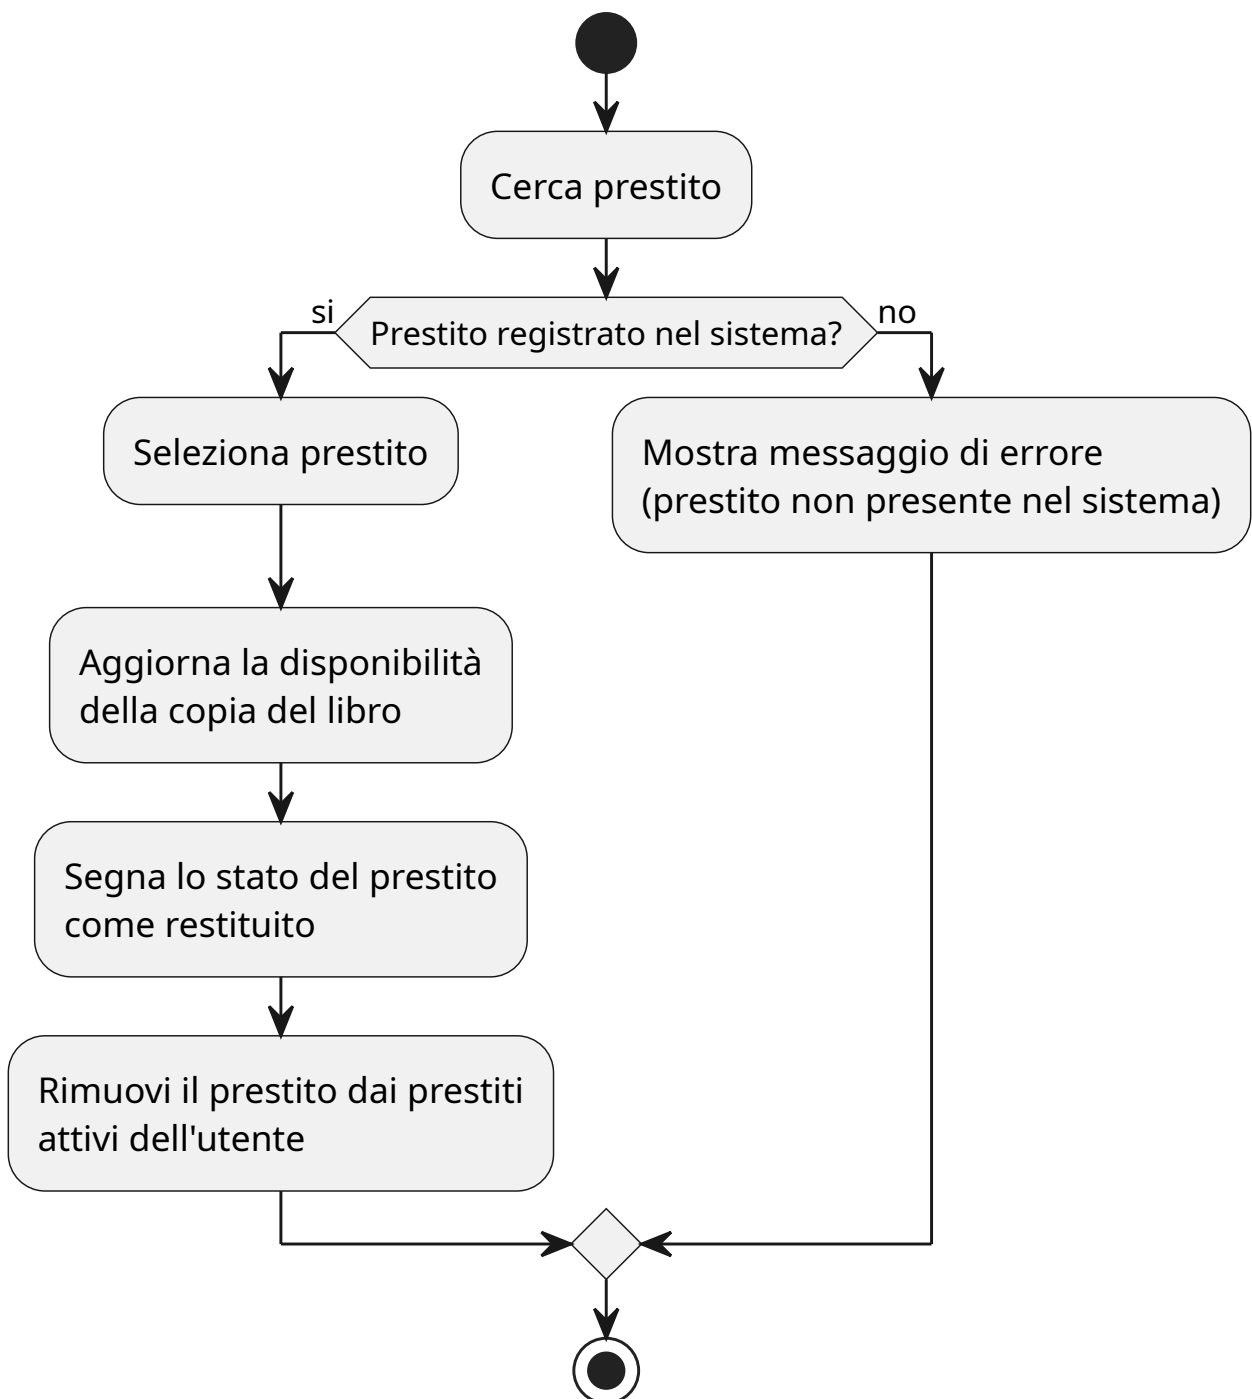 Cerca prestito
si
Prestito registrato nel sistema?
no
Seleziona prestito
Mostra messaggio di errore
(prestito non presente nel sistema)
Aggiorna la disponibilità
della copia del libro
Segna lo stato del prestito
come restituito
Rimuovi il prestito dai prestiti
attivi dell'utente